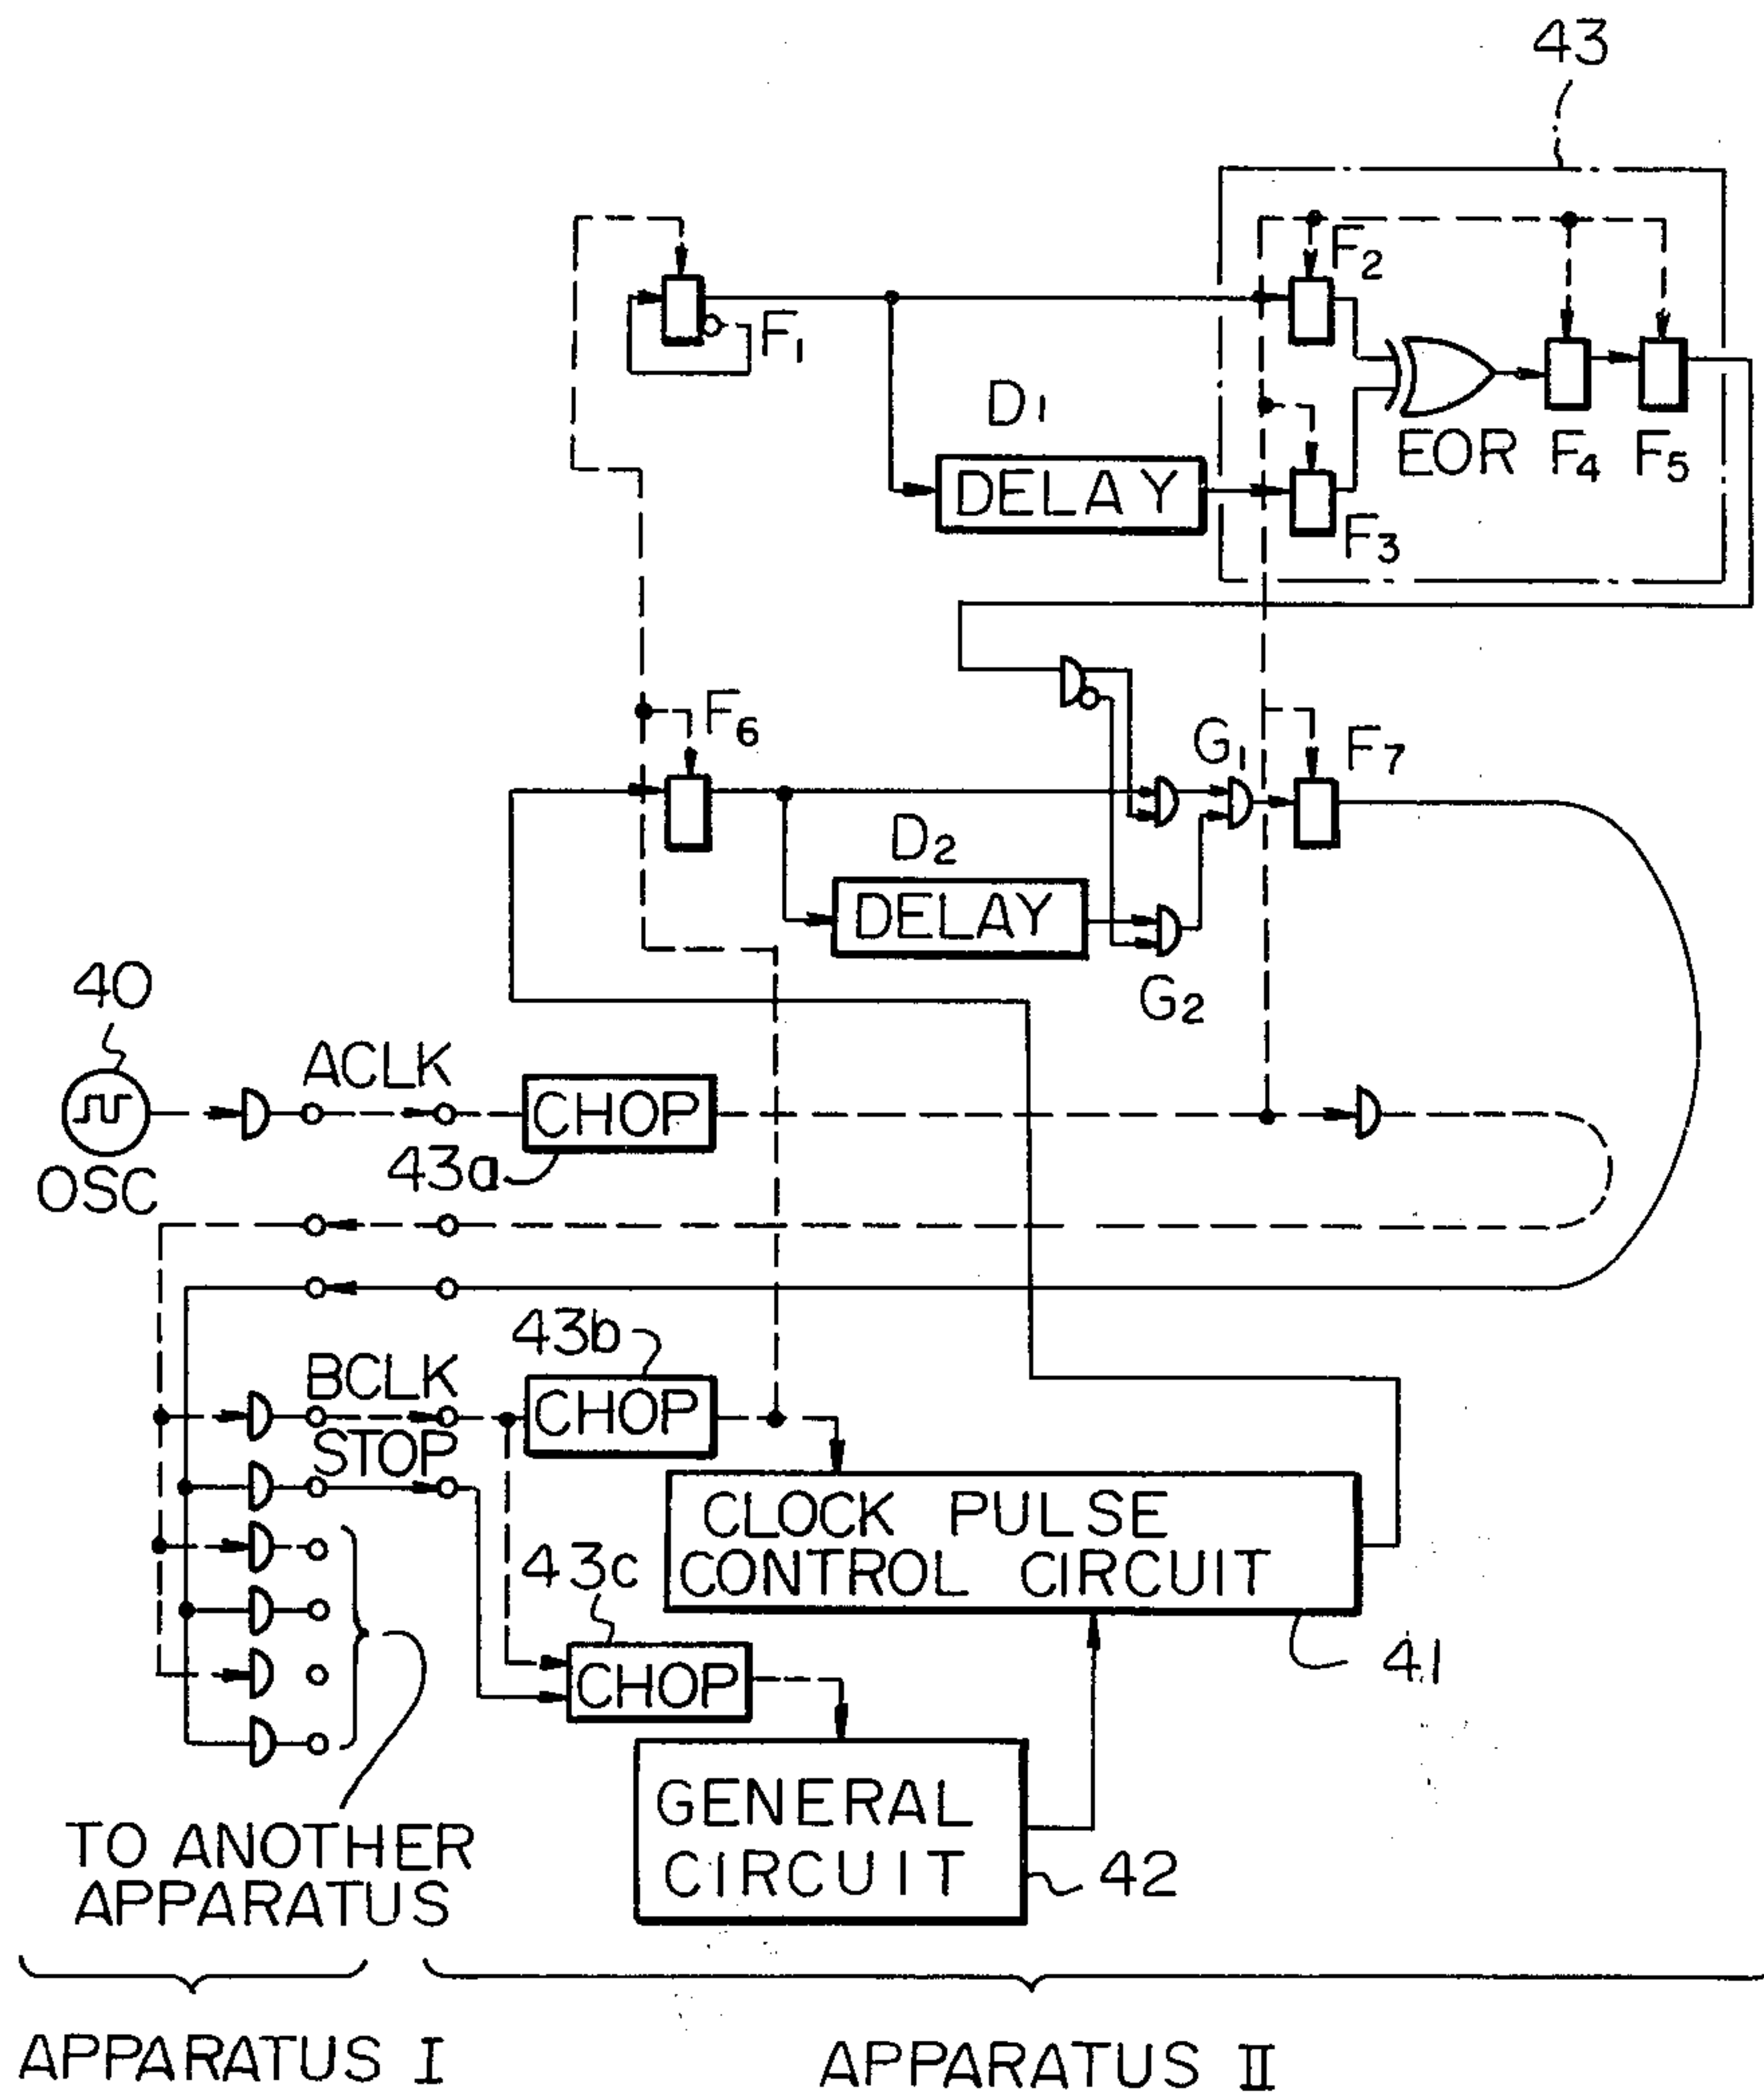 43
F2
F1
D1
DELAY
EOR
F4
F5
F3
F6
G1
F7
D2
DELAY
G2
40
ACLK
CHOP
43a
OSC
43b
BCLK
CHOP
STOP
CLOCK PULSE
CONTROL CIRCUIT
43c
CHOP
41
GENERAL
CIRCUIT
42
TO ANOTHER
APPARATUS
APPARATUS I
APPARATUS II